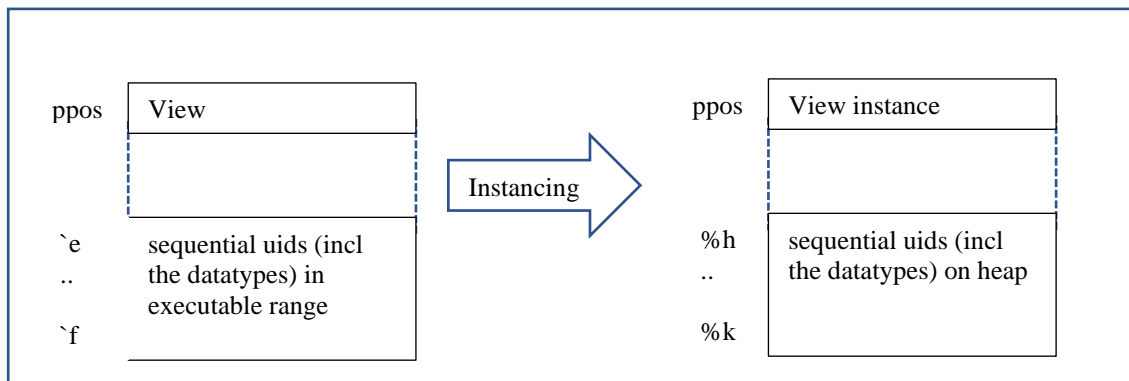 ppos
View
`e
..
`f
sequential uids (incl
the datatypes) in
executable range
Instancing
ppos
View instance
%h
..
%k
sequential uids (incl
the datatypes) on heap